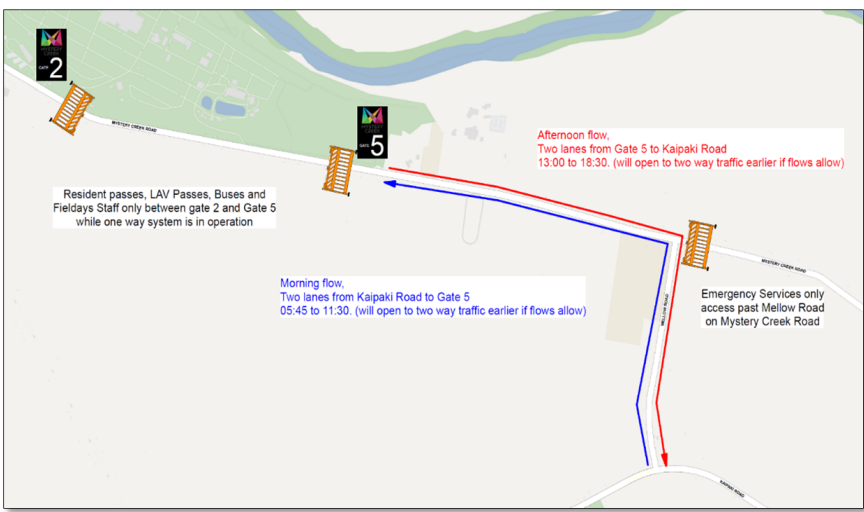 MYSTERY
CREEK
GATE 2
MYSTERY CREEK ROAD
MYSTERY
CREEK
GATE 5
Afternoon flow,
Two lanes from Gate 5 to Kaipaki Road
13:00 to 18:30. (will open to two way traffic earlier if flows allow)
Resident passes, LAV Passes, Buses and
Fieldays Staff only between gate 2 and Gate 5
while one way system is in operation
MYSTERY CREEK ROAD
Morning flow,
Two lanes from Kaipaki Road to Gate 5
05:45 to 11:30. (will open to two way traffic earlier if flows allow)
Emergency Services only
access past Mellow Road
on Mystery Creek Road
MELLOW ROAD
KAIPAKI ROAD